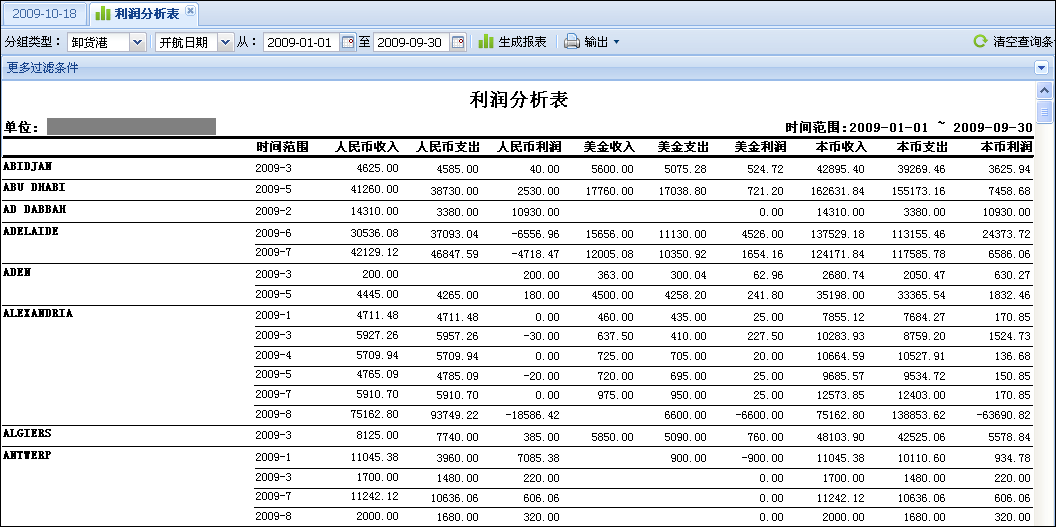 2009-10-18 利润分析表
分组类型： 卸货港 开航日期 从： 2009-01-01 至 2009-09-30 生成报表 输出 清空查询条
更多过滤条件
利润分析表
单位： 时间范围:2009-01-01 ~ 2009-09-30
时间范围 人民币收入 人民币支出 人民币利润 美金收入 美金支出 美金利润 本币收入 本币支出 本币利润
ABIDJAN 2009-3 4625.00 4585.00 40.00 5600.00 5075.28 524.72 42895.40 39269.46 3625.94
ABU DHABI 2009-5 41260.00 38730.00 2530.00 17760.00 17038.80 721.20 162631.84 155173.16 7458.68
AD DABBAH 2009-2 14310.00 3380.00 10930.00 0.00 14310.00 3380.00 10930.00
ADELAIDE 2009-6 30536.08 37093.04 -6556.96 15656.00 11130.00 4526.00 137529.18 113155.46 24373.72
2009-7 42129.12 46847.59 -4718.47 12005.08 10350.92 1654.16 124171.84 117585.78 6586.06
ADEN 2009-3 200.00 200.00 363.00 300.04 62.96 2680.74 2050.47 630.27
2009-5 4445.00 4265.00 180.00 4500.00 4258.20 241.80 35198.00 33365.54 1832.46
ALEXANDRIA 2009-1 4711.48 4711.48 0.00 460.00 435.00 25.00 7855.12 7684.27 170.85
2009-3 5927.26 5957.26 -30.00 637.50 410.00 227.50 10283.93 8759.20 1524.73
2009-4 5709.94 5709.94 0.00 725.00 705.00 20.00 10664.59 10527.91 136.68
2009-5 4765.09 4785.09 -20.00 720.00 695.00 25.00 9685.57 9534.72 150.85
2009-7 5910.70 5910.70 0.00 975.00 950.00 25.00 12573.85 12403.00 170.85
2009-8 75162.80 93749.22 -18586.42 6600.00 -6600.00 75162.80 138853.62 -63690.82
ALGIERS 2009-3 8125.00 7740.00 385.00 5850.00 5090.00 760.00 48103.90 42525.06 5578.84
ANTWERP 2009-1 11045.38 3960.00 7085.38 900.00 -900.00 11045.38 10110.60 934.78
2009-3 1700.00 1480.00 220.00 0.00 1700.00 1480.00 220.00
2009-7 11242.12 10636.06 606.06 0.00 11242.12 10636.06 606.06
2009-8 2000.00 1680.00 320.00 0.00 2000.00 1680.00 320.00